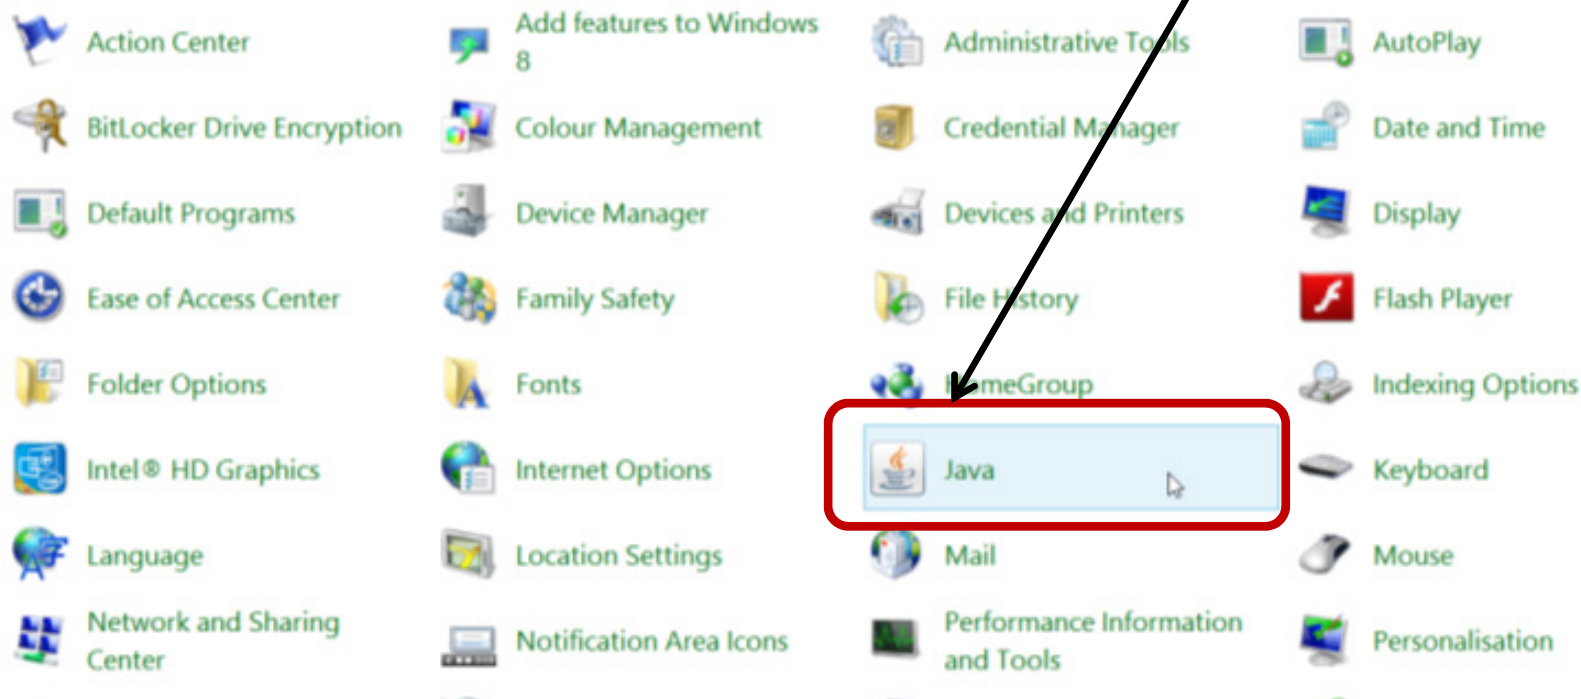 Action Center
Add features to Windows
8
Administrative Tools
AutoPlay
BitLocker Drive Encryption
Colour Management
Credential Manager
Date and Time
Default Programs
Device Manager
Devices and Printers
Display
Ease of Access Center
Family Safety
File History
Flash Player
Folder Options
Fonts
HomeGroup
Indexing Options
Intel® HD Graphics
Internet Options
Java
Keyboard
Language
Location Settings
Mail
Mouse
Network and Sharing
Center
Notification Area Icons
Performance Information
and Tools
Personalisation